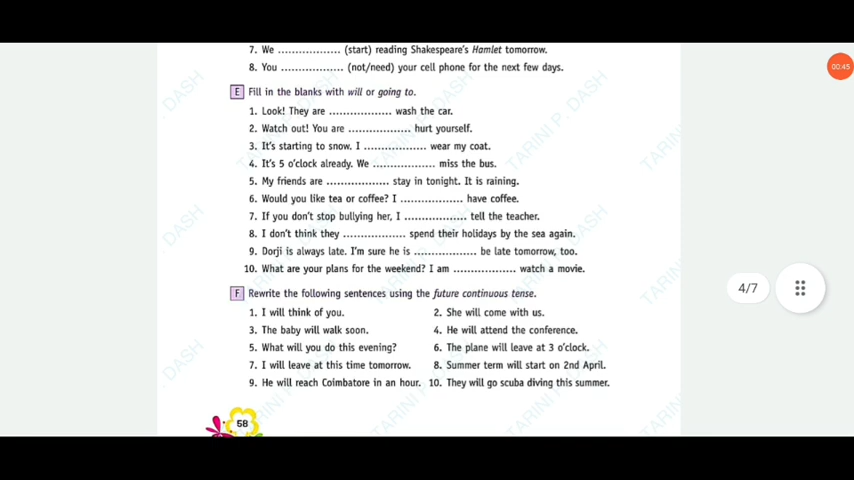 7. We .................. (start) reading Shakespeare's Hamlet tomorrow.
8. You .................. (not/need) your cell phone for the next few days.
00:45
E Fill in the blanks with will or going to.
1. Look! They are .................. wash the car.
2. Watch out! You are .................. hurt yourself.
3. It's starting to snow. I .................. wear my coat.
4. It's 5 o'clock already. We .................. miss the bus.
5. My friends are .................. stay in tonight. It is raining.
6. Would you like tea or coffee? I .................. have coffee.
7. If you don't stop bullying her, I .................. tell the teacher.
8. I don't think they .................. spend their holidays by the sea again.
9. Dorji is always late. I'm sure he is .................. be late tomorrow, too.
10. What are your plans for the weekend? I am .................. watch a movie.
4/7
F Rewrite the following sentences using the future continuous tense.
1. I will think of you. 2. She will come with us.
3. The baby will walk soon. 4. He will attend the conference.
5. What will you do this evening? 6. The plane will leave at 3 o'clock.
7. I will leave at this time tomorrow. 8. Summer term will start on 2nd April.
9. He will reach Coimbatore in an hour. 10. They will go scuba diving this summer.
58
TARINI P. DASH